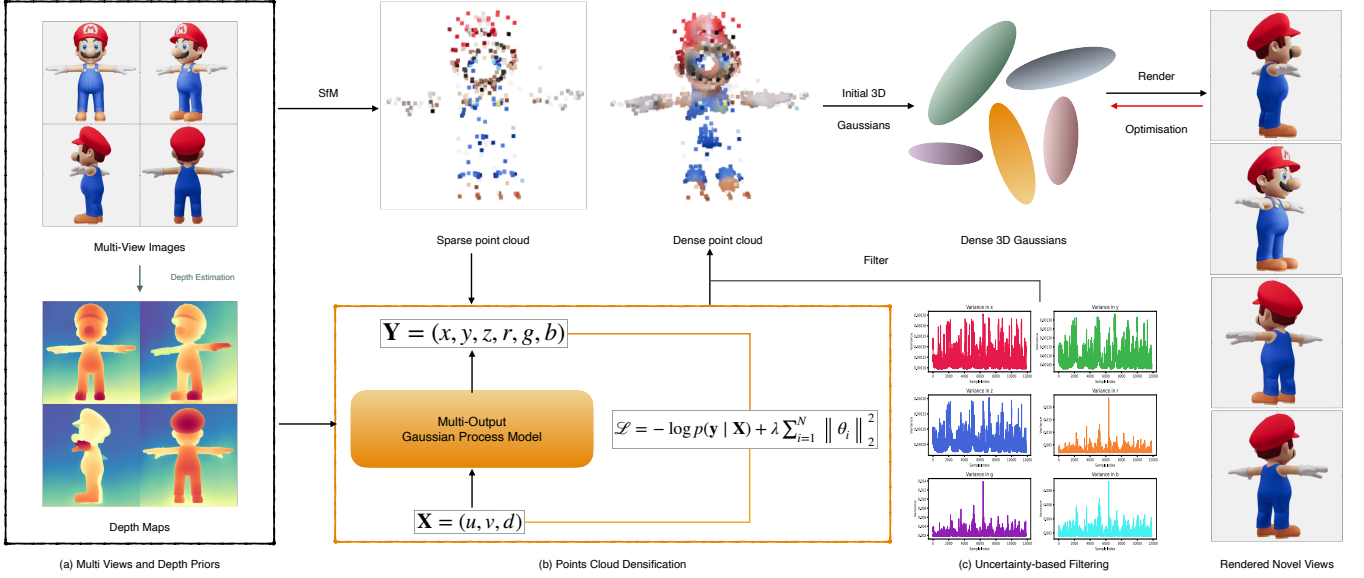 Multi-View Images
Depth Estimation
Depth Maps
(a) Multi Views and Depth Priors
SfM
Sparse point cloud
Dense point cloud
Initial 3D
Gaussians
Dense 3D Gaussians
Render
Optimisation
Filter
Y = (x, y, z, r, g, b)
Multi-Output
Gaussian Process Model
X = (u, v, d)
ℒ = − log p(y | X) + λ ∑_{i=1}^{N} ‖ θ_i ‖_2^2
(b) Points Cloud Densification
Variance in x
Variance in y
Variance in z
Variance in r
Variance in g
Variance in b
Sample Index
(c) Uncertainty-based Filtering
Rendered Novel Views